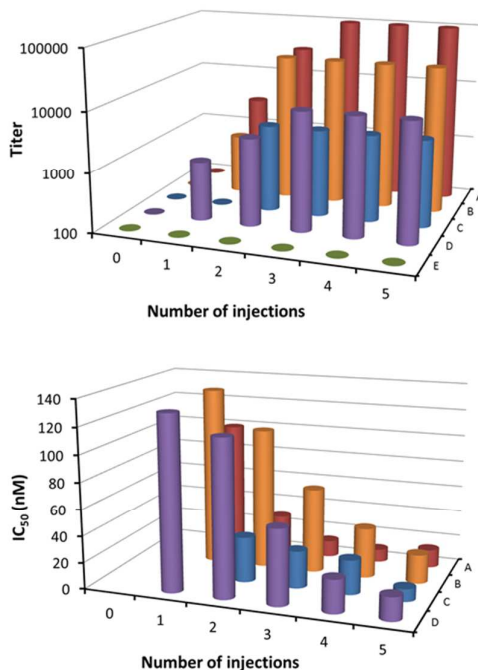 100000
10000
1000
100
Titer
0 1 2 3 4 5
A
B
C
D
E
Number of injections
140
120
100
80
60
40
20
0
IC50 (nM)
0 1 2 3 4 5
A
B
C
D
Number of injections